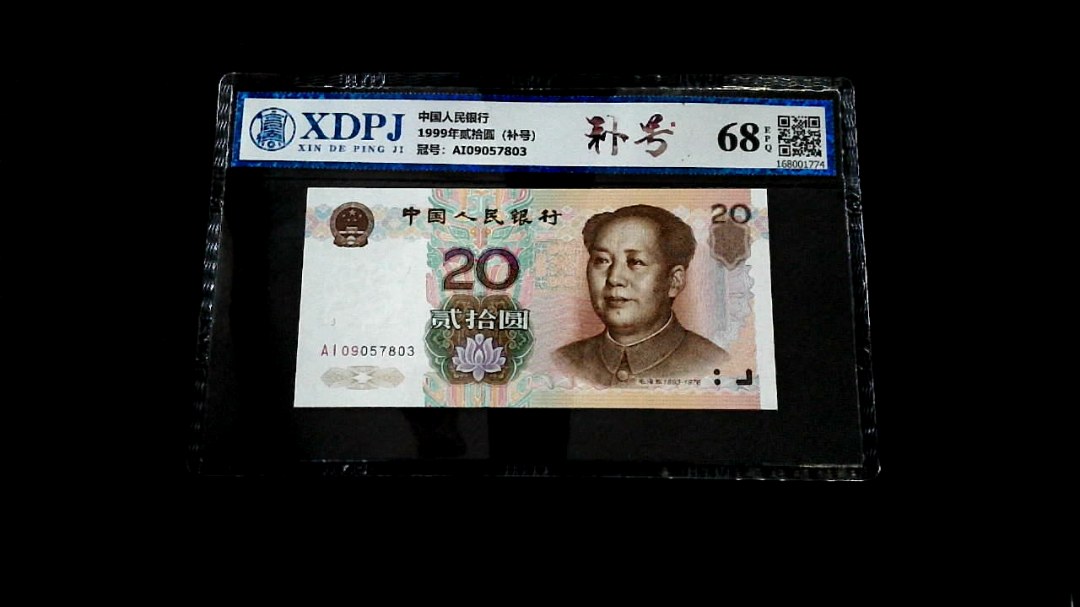 XDPJ
XIN DE PING JI
中国人民银行
1999年贰拾圆（补号）
冠号：AI09057803
补号
68
EPQ
168001774
中国人民银行
20
20
贰拾圆
AI09057803